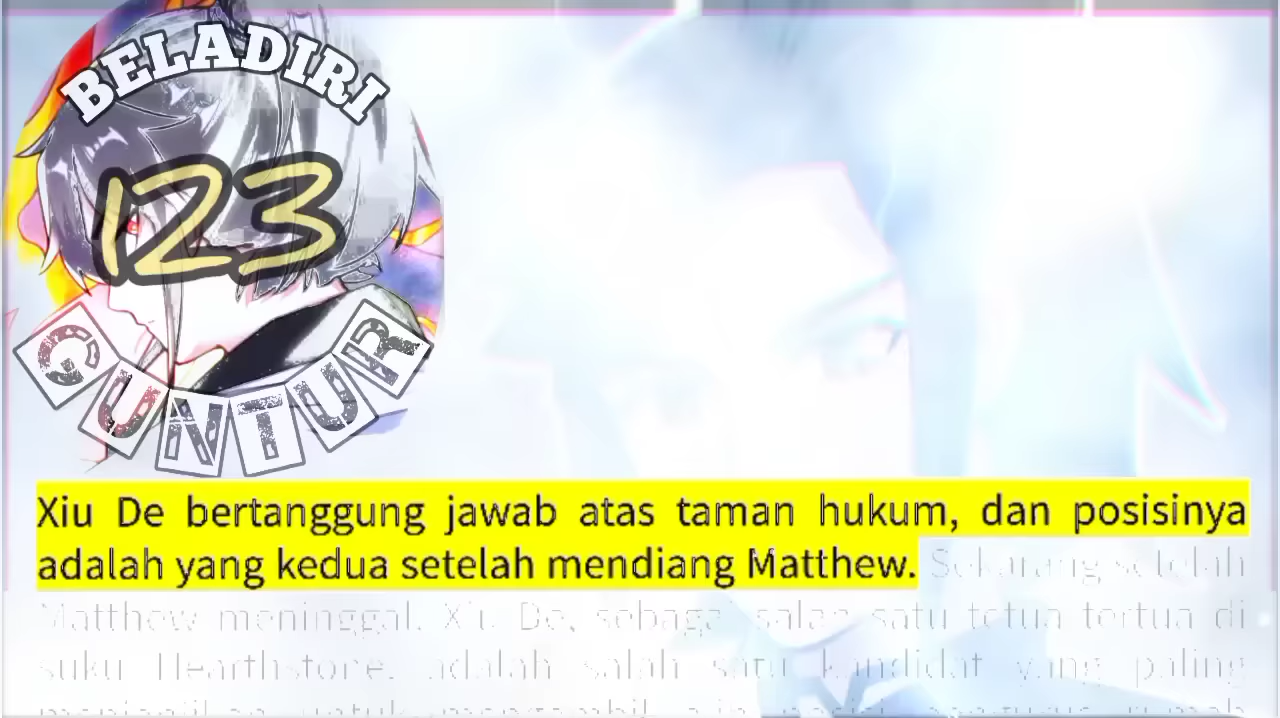 BELADIRI
123
GUNTUR
Xiu De bertanggung jawab atas taman hukum, dan posisinya
adalah yang kedua setelah mendiang Matthew. Sekarang setelah
Matthew meninggal, Xiu De, sebagai salah satu tetua tertua di
suku Hearthstone, adalah salah satu kandidat yang paling
untuk